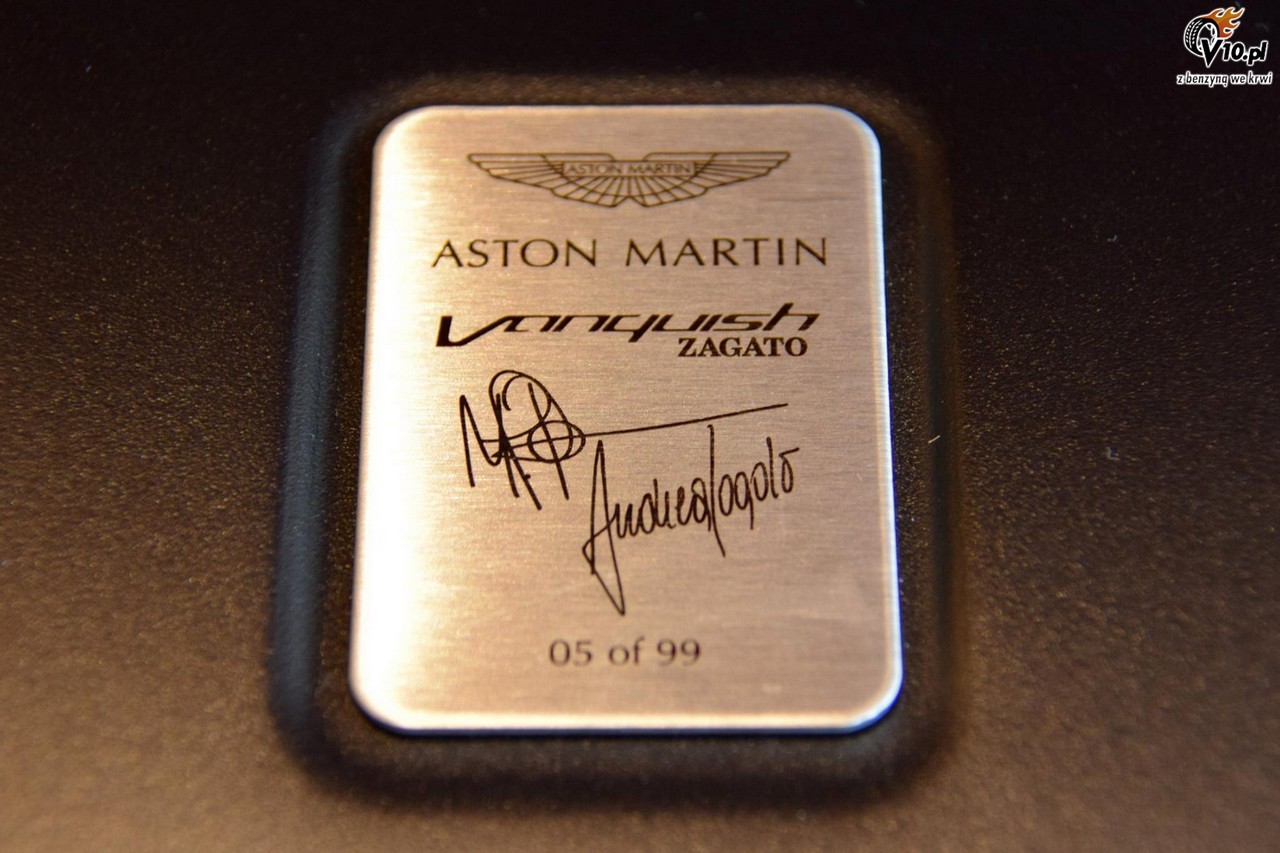 V10.pl
z benzyną we krwi
ASTON MARTIN
ASTON MARTIN
Vanquish
ZAGATO
Andrea Zagato
05 of 99